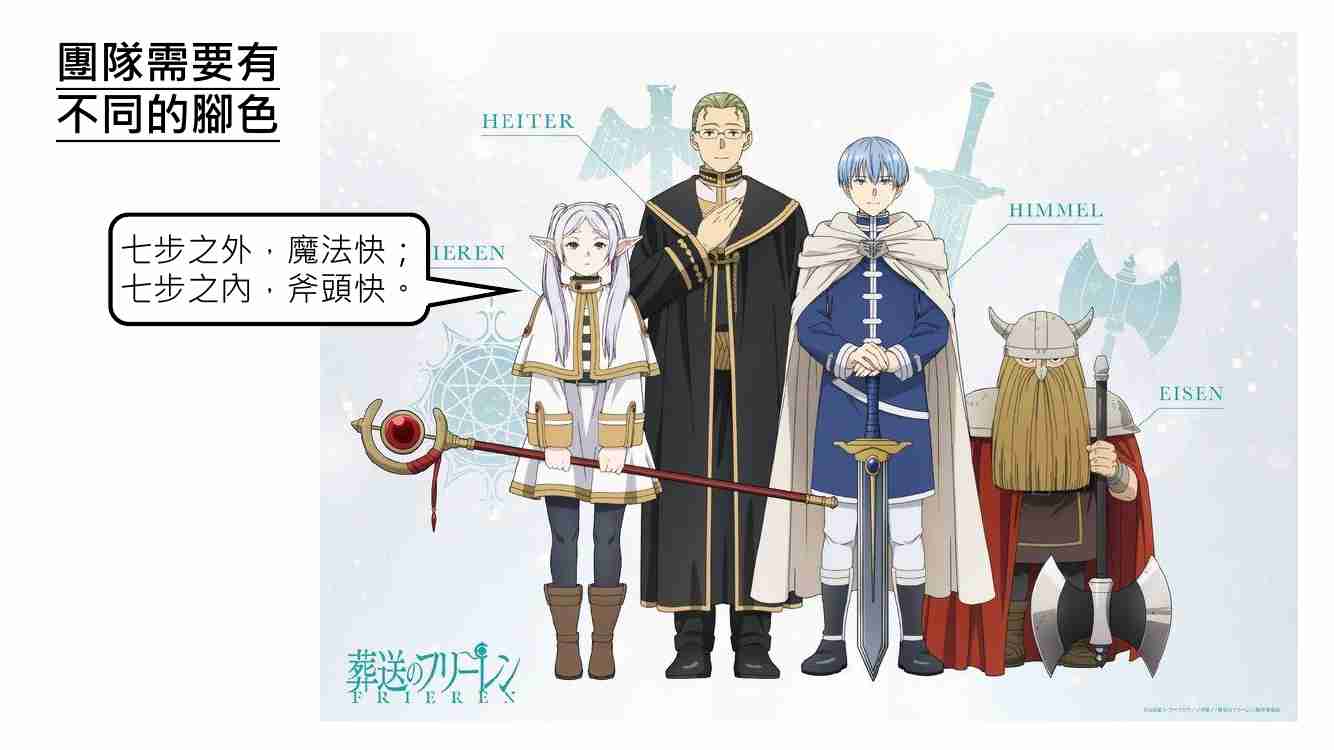 團隊需要有
不同的腳色
HEITER
HIMMEL
七步之外，魔法快；
七步之內，斧頭快。
IEREN
EISEN
葬送のフリーレン
FRIEREN